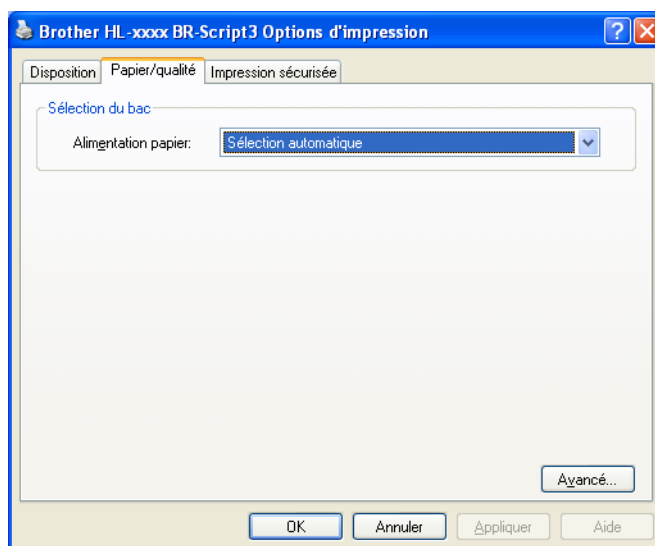 Brother HL-xxxx BR-Script3 Options d'impression
Disposition Papier/qualité Impression sécurisée
Sélection du bac
Alimentation papier: Sélection automatique
Avancé...
OK Annuler Appliquer Aide